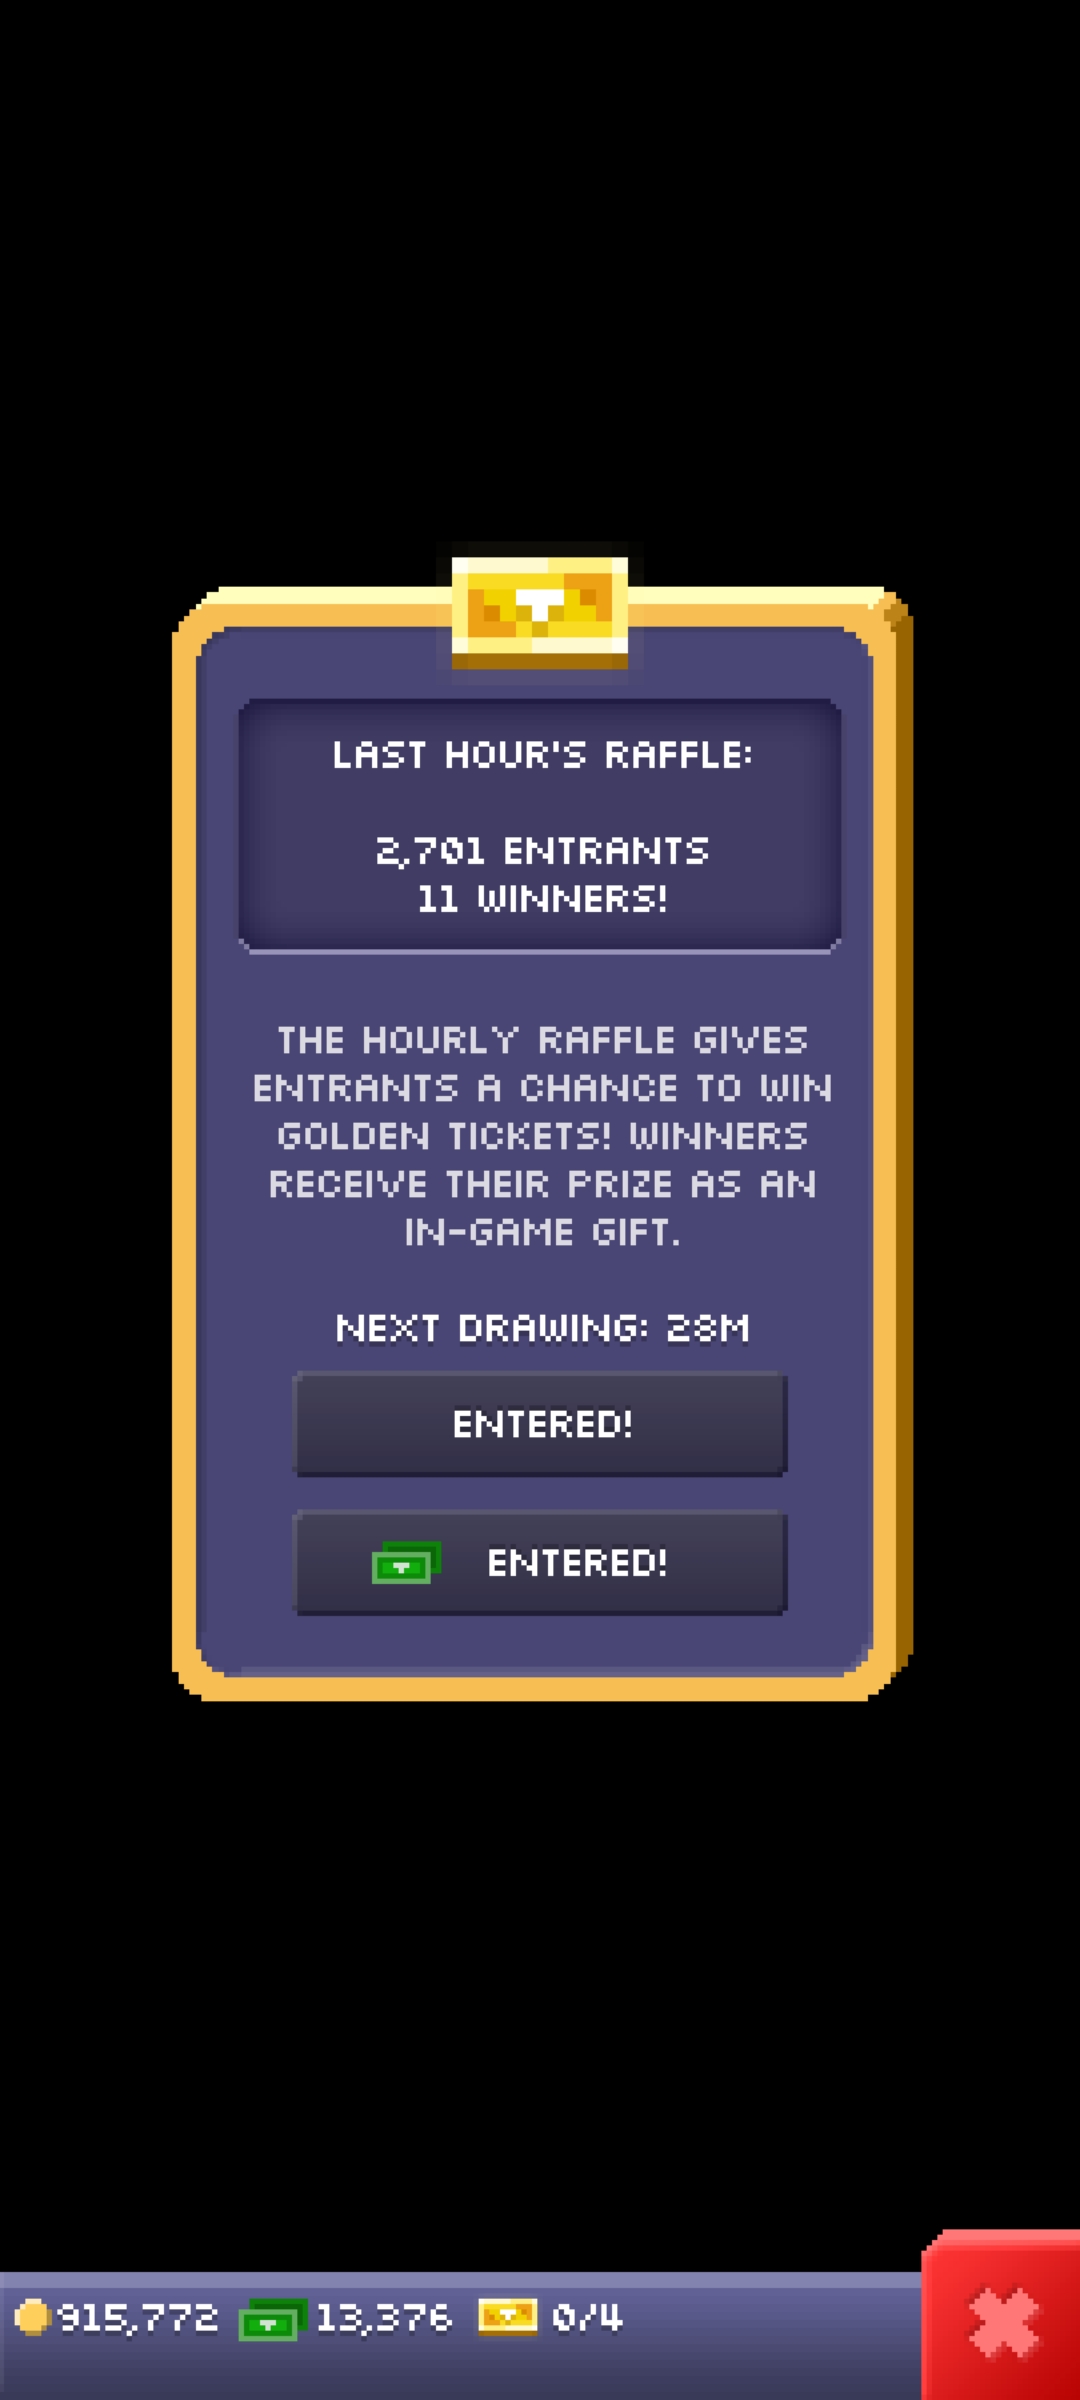 LAST HOUR'S RAFFLE:
2,701 ENTRANTS
11 WINNERS!
THE HOURLY RAFFLE GIVES
ENTRANTS A CHANCE TO WIN
GOLDEN TICKETS! WINNERS
RECEIVE THEIR PRIZE AS AN
IN-GAME GIFT.
NEXT DRAWING: 28M
ENTERED!
ENTERED!
915,772 13,376 0/4